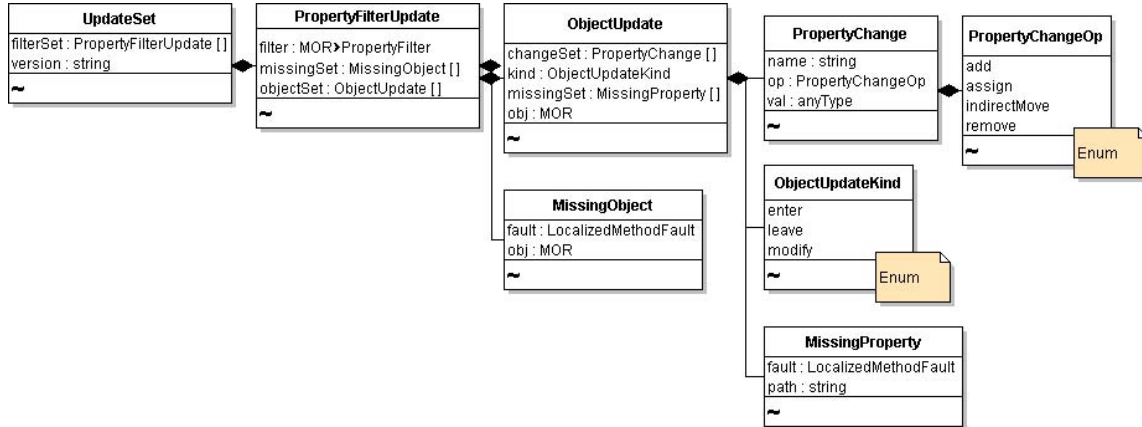 UpdateSet
filterSet : PropertyFilterUpdate [ ]
version : string
~
PropertyFilterUpdate
filter : MOR>PropertyFilter
missingSet : MissingObject [ ]
objectSet : ObjectUpdate [ ]
~
ObjectUpdate
changeSet : PropertyChange [ ]
kind : ObjectUpdateKind
missingSet : MissingProperty [ ]
obj : MOR
~
PropertyChange
name : string
op : PropertyChangeOp
val : anyType
~
PropertyChangeOp
add
assign
indirectMove
remove
~
Enum
MissingObject
fault : LocalizedMethodFault
obj : MOR
~
ObjectUpdateKind
enter
leave
modify
~
Enum
MissingProperty
fault : LocalizedMethodFault
path : string
~